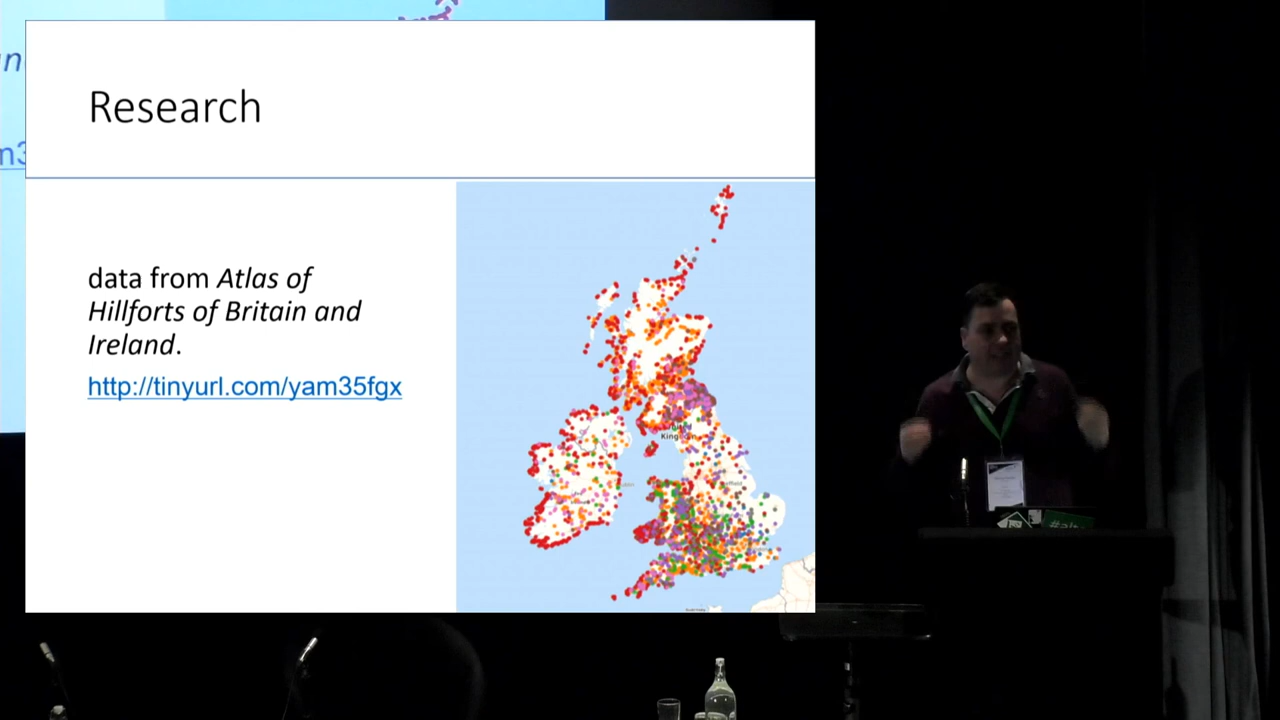 Research
data from Atlas of
Hillforts of Britain and
Ireland.
http://tinyurl.com/yam35fgx
United
Kingdom